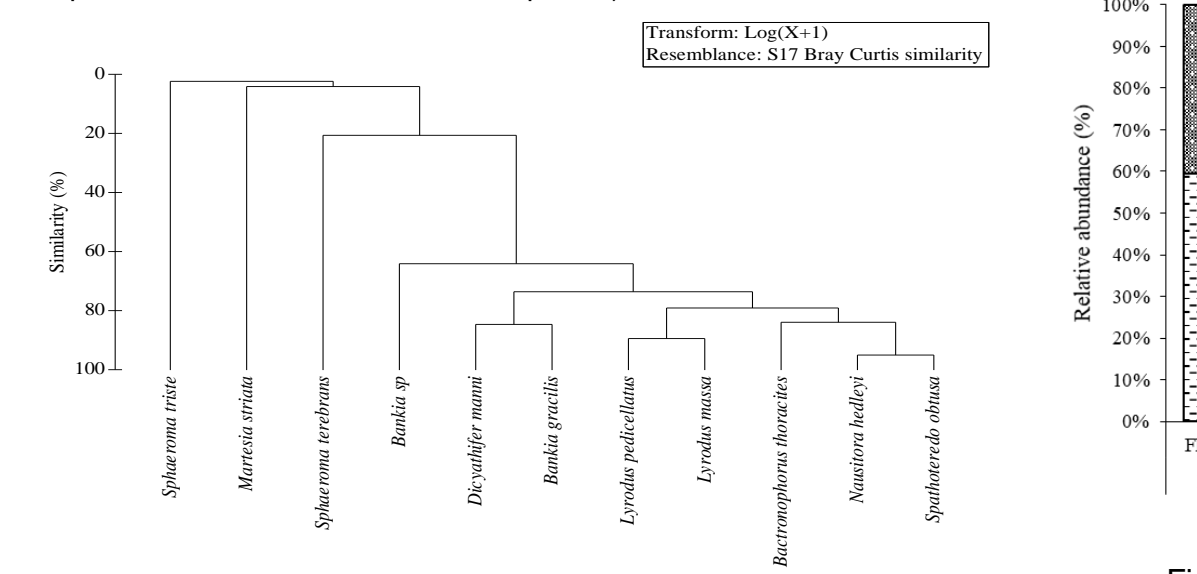 Transform: Log(X+1)
Resemblance: S17 Bray Curtis similarity
Similarity (%)
0
20
40
60
80
100
Sphaeroma triste
Martesia striata
Sphaeroma terebrans
Bankia sp
Dicyathifer manni
Bankia gracilis
Lyrodus pedicellatus
Lyrodus massa
Bactronophorus thoracites
Nausitora hedleyi
Spathoteredo obtusa
Relative abundance (%)
100%
90%
80%
70%
60%
50%
40%
30%
20%
10%
0%